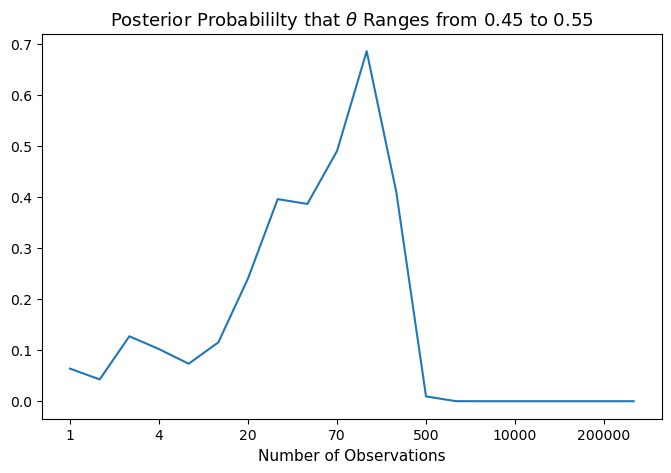 Posterior Probabililty that θ Ranges from 0.45 to 0.55
0.7
0.6
0.5
0.4
0.3
0.2
0.1
0.0
1 4 20 70 500 10000 200000
Number of Observations